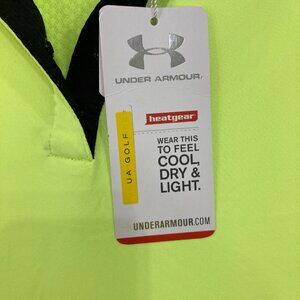 UNDER ARMOUR
heatgear
UA GOLF
WEAR THIS
TO FEEL
COOL,
DRY &
LIGHT.
UNDERARMOUR.COM